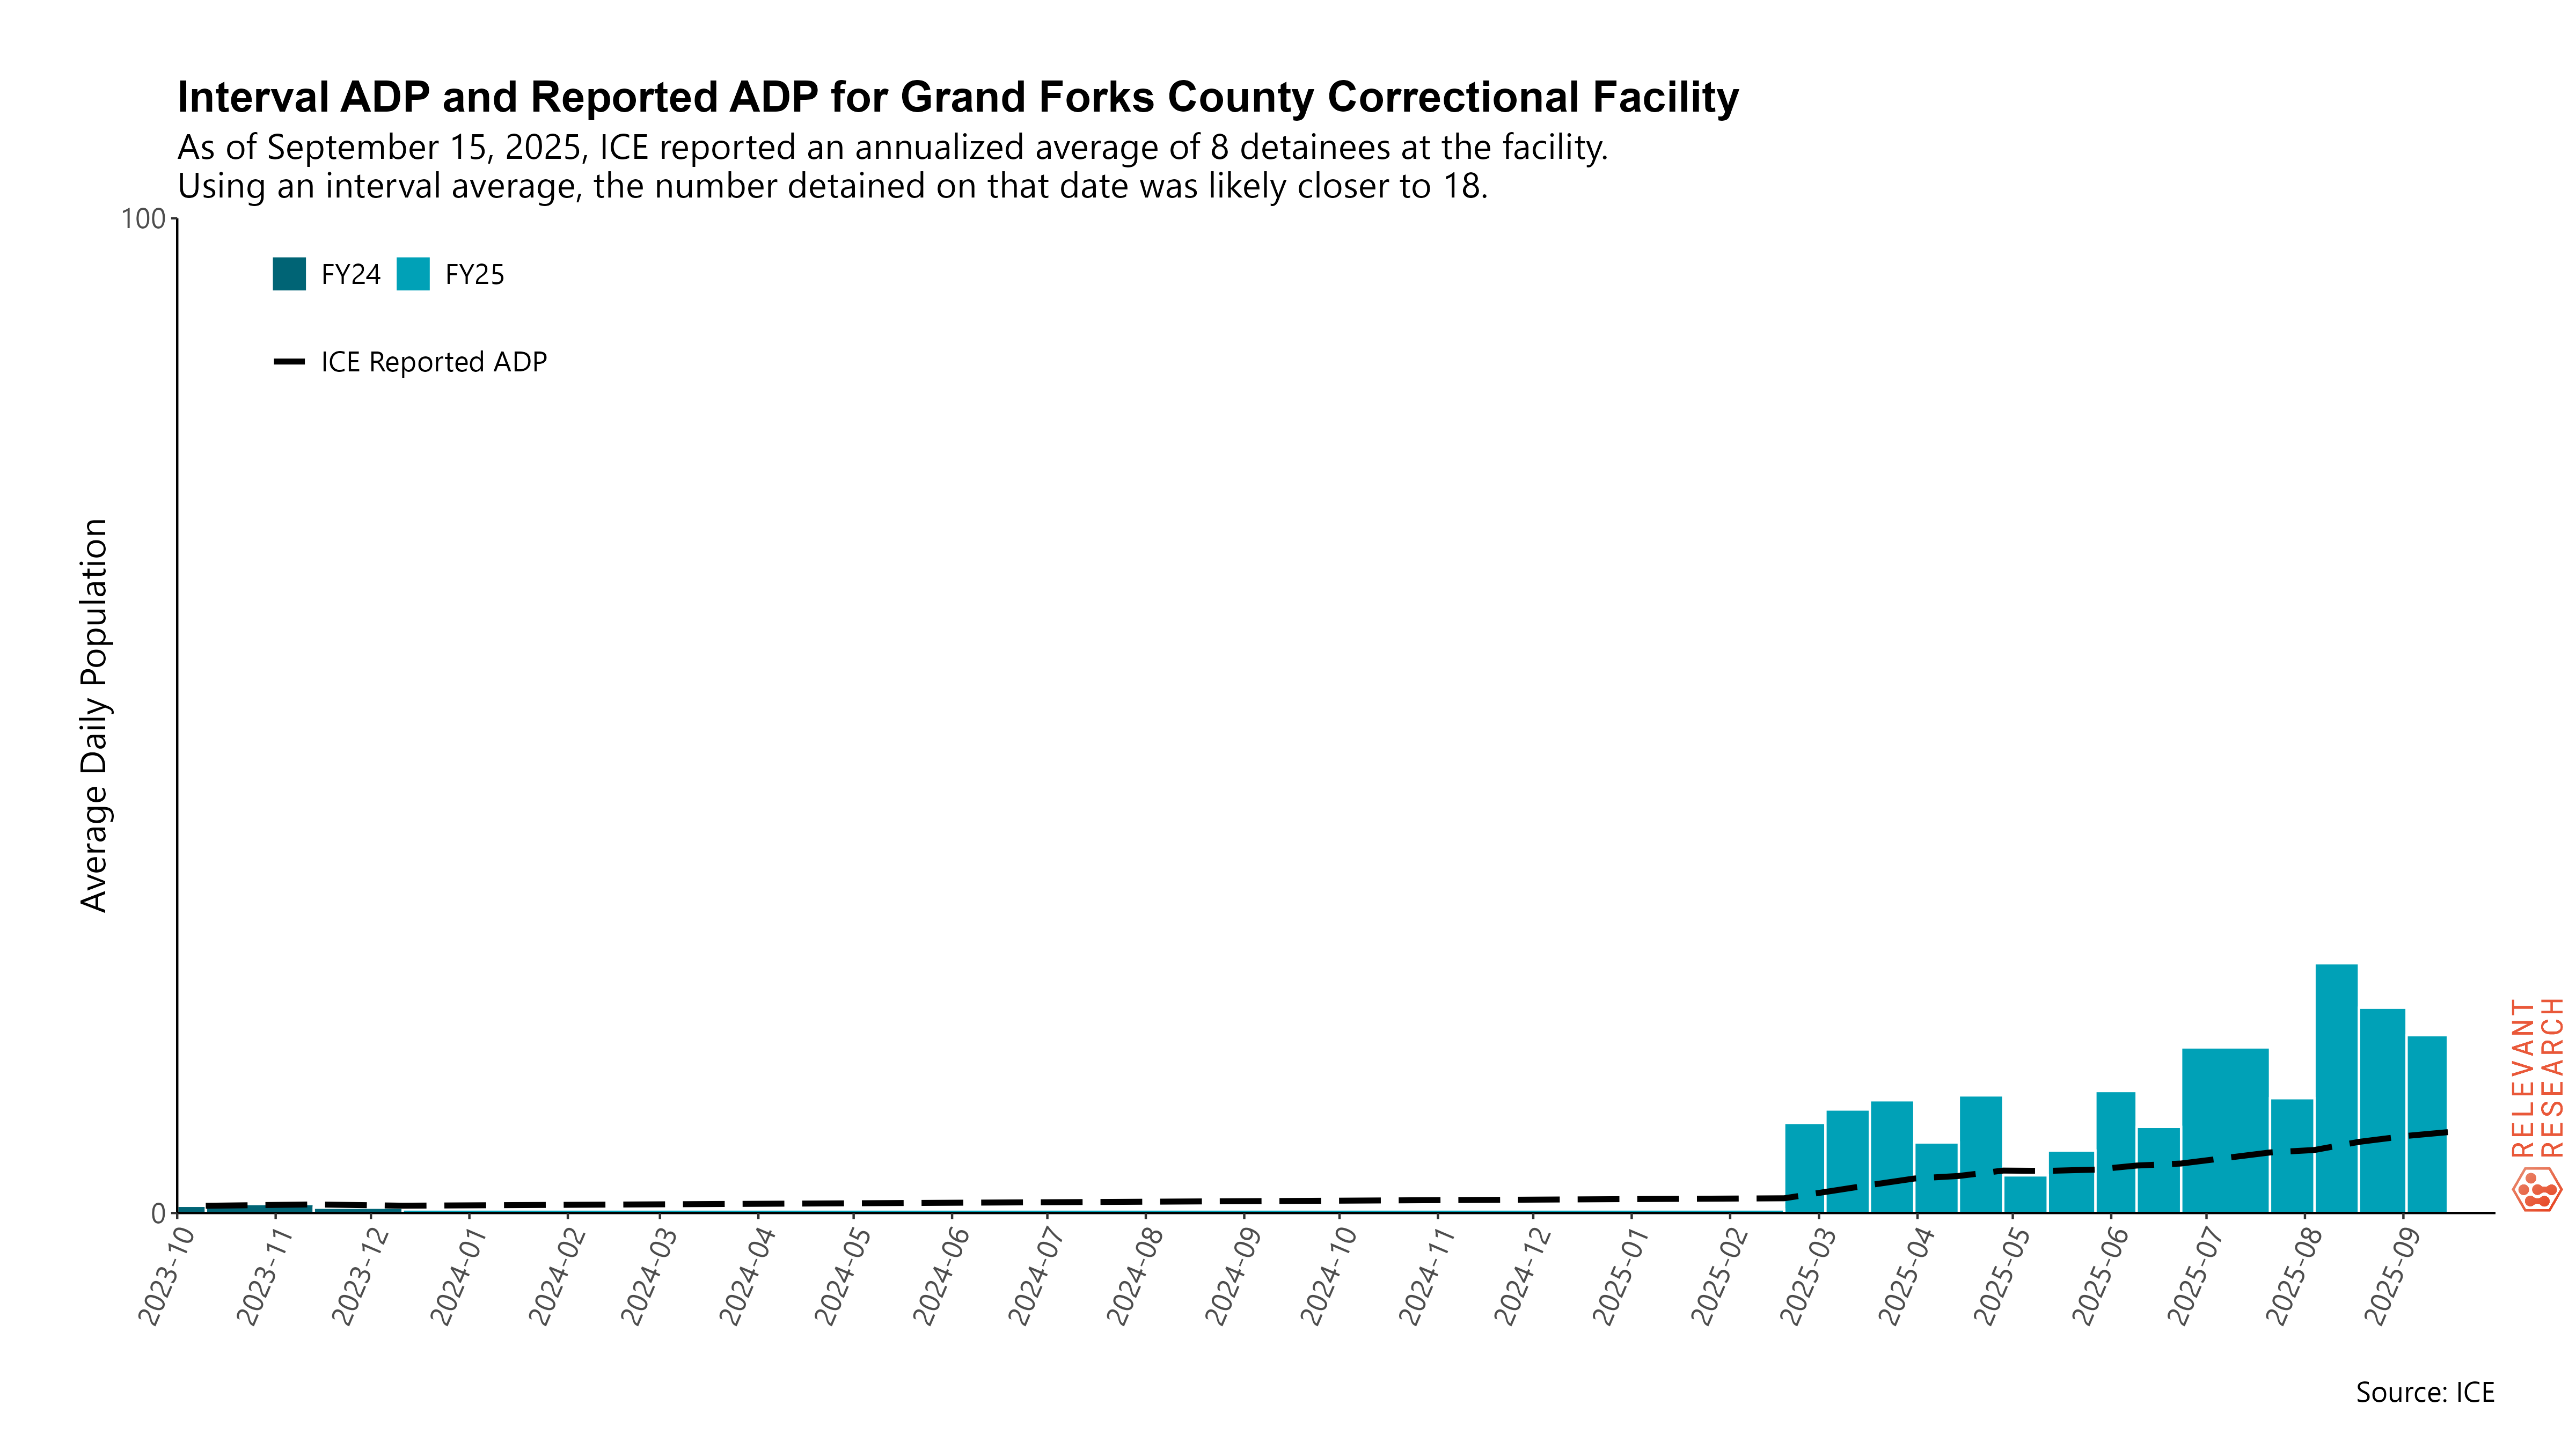 Interval ADP and Reported ADP for Grand Forks County Correctional Facility
As of September 15, 2025, ICE reported an annualized average of 8 detainees at the facility.
Using an interval average, the number detained on that date was likely closer to 18.
100
FY24 FY25
ICE Reported ADP
Average Daily Population
0
2023-10
2023-11
2023-12
2024-01
2024-02
2024-03
2024-04
2024-05
2024-06
2024-07
2024-08
2024-09
2024-10
2024-11
2024-12
2025-01
2025-02
2025-03
2025-04
2025-05
2025-06
2025-07
2025-08
2025-09
RELEVANT
RESEARCH
Source: ICE